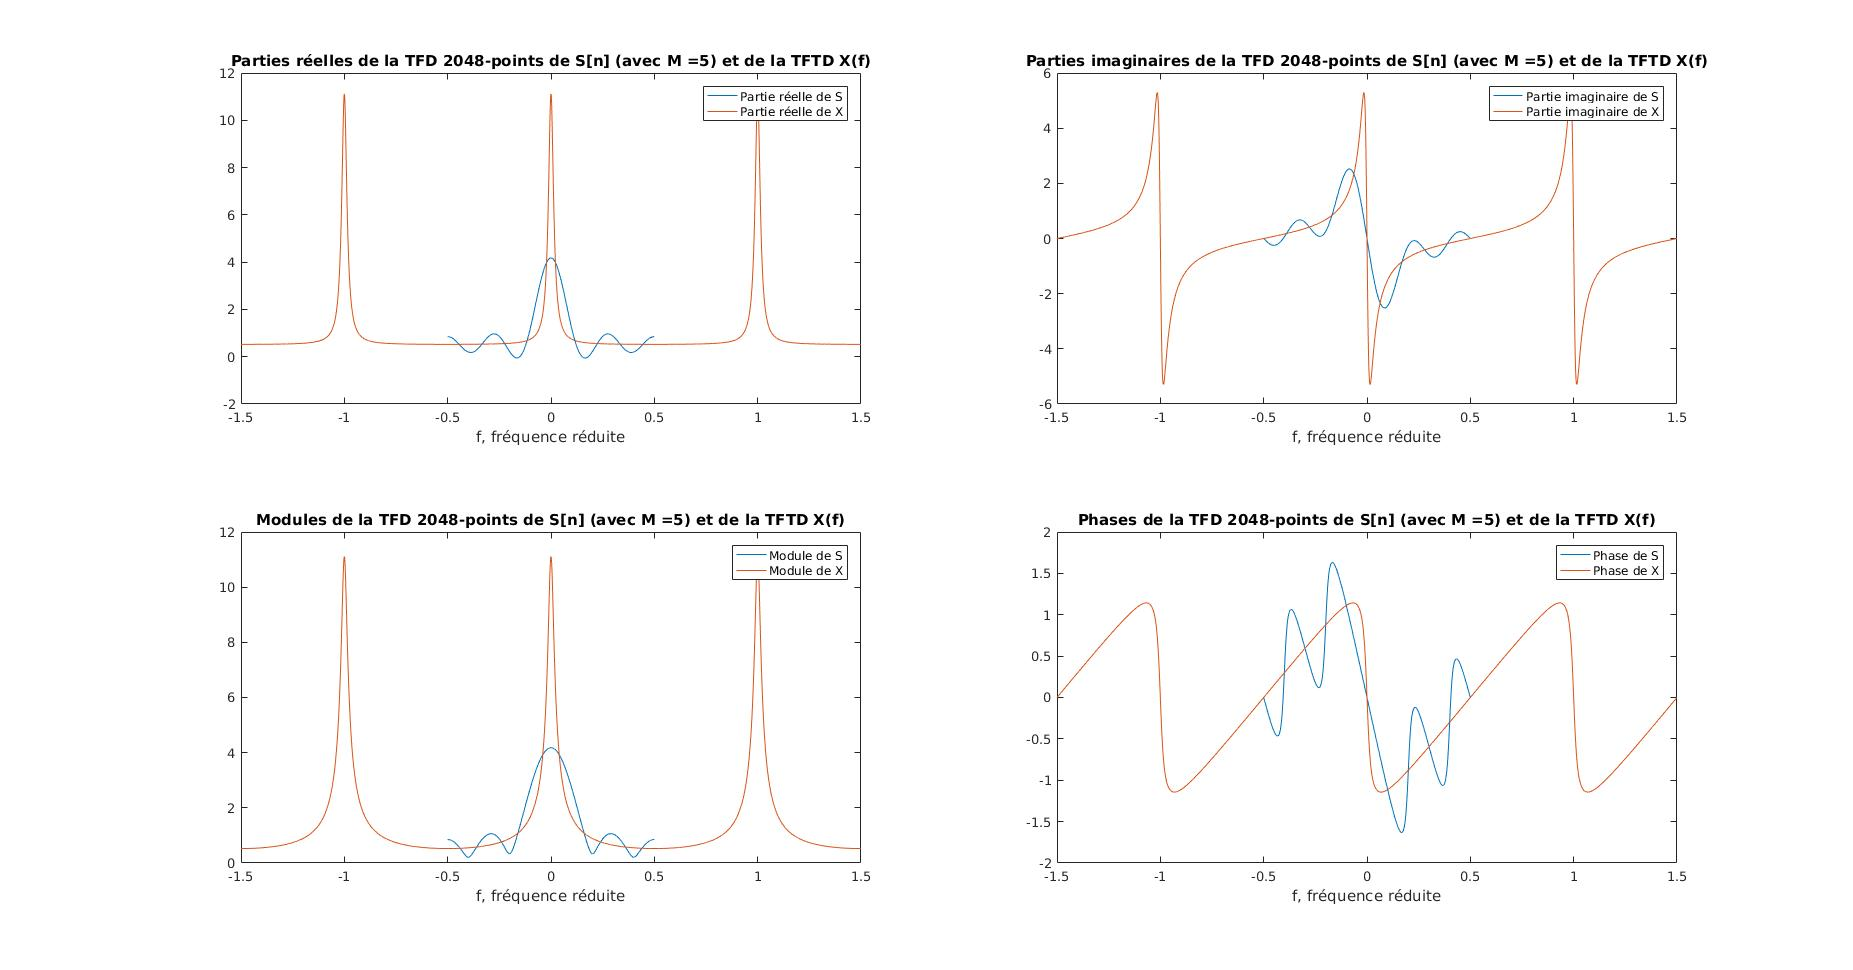 Parties réelles de la TFD 2048-points de S[n] (avec M =5) et de la TFTD X(f)
12
10
8
6
4
2
0
-2
Partie réelle de S
Partie réelle de X
-1.5 -1 -0.5 0 0.5 1 1.5
f, fréquence réduite
Parties imaginaires de la TFD 2048-points de S[n] (avec M =5) et de la TFTD X(f)
6
4
2
0
-2
-4
-6
Partie imaginaire de S
Partie imaginaire de X
-1.5 -1 -0.5 0 0.5 1 1.5
f, fréquence réduite
Modules de la TFD 2048-points de S[n] (avec M =5) et de la TFTD X(f)
12
10
8
6
4
2
0
Module de S
Module de X
-1.5 -1 -0.5 0 0.5 1 1.5
f, fréquence réduite
Phases de la TFD 2048-points de S[n] (avec M =5) et de la TFTD X(f)
2
1.5
1
0.5
0
-0.5
-1
-1.5
-2
Phase de S
Phase de X
-1.5 -1 -0.5 0 0.5 1 1.5
f, fréquence réduite